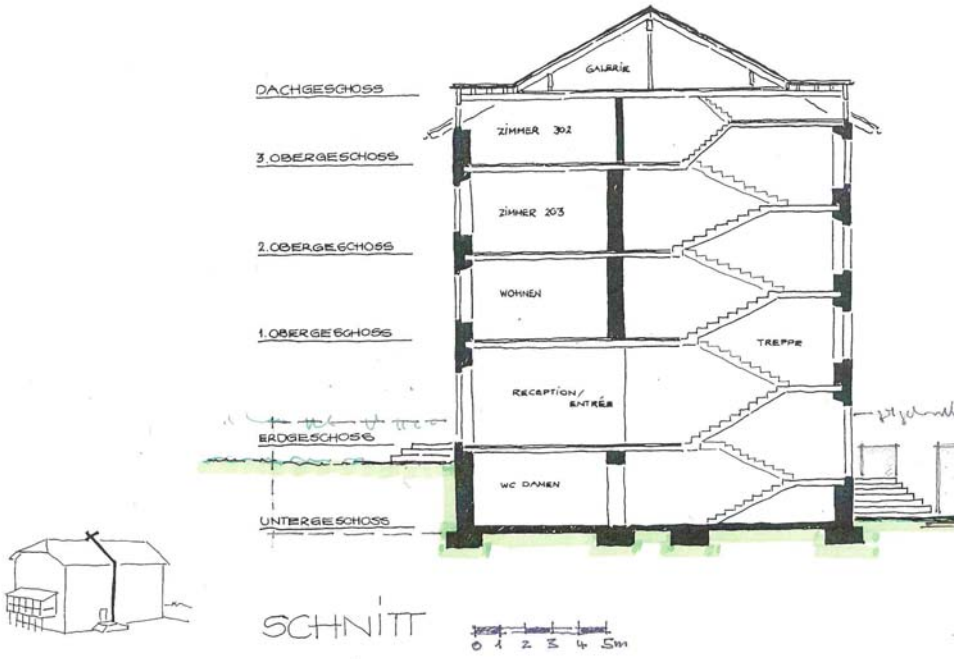 GALERIE
DACHGESCHOSS
ZIMMER 302
3.OBERGESCHOSS
ZIMMER 203
2.OBERGESCHOSS
WOHNEN
1.OBERGESCHOSS
TREPPE
RECEPTION/
ENTRÉE
ERDGESCHOSS
WC DAMEN
UNTERGESCHOSS
SCHNITT
0 1 2 3 4 5m